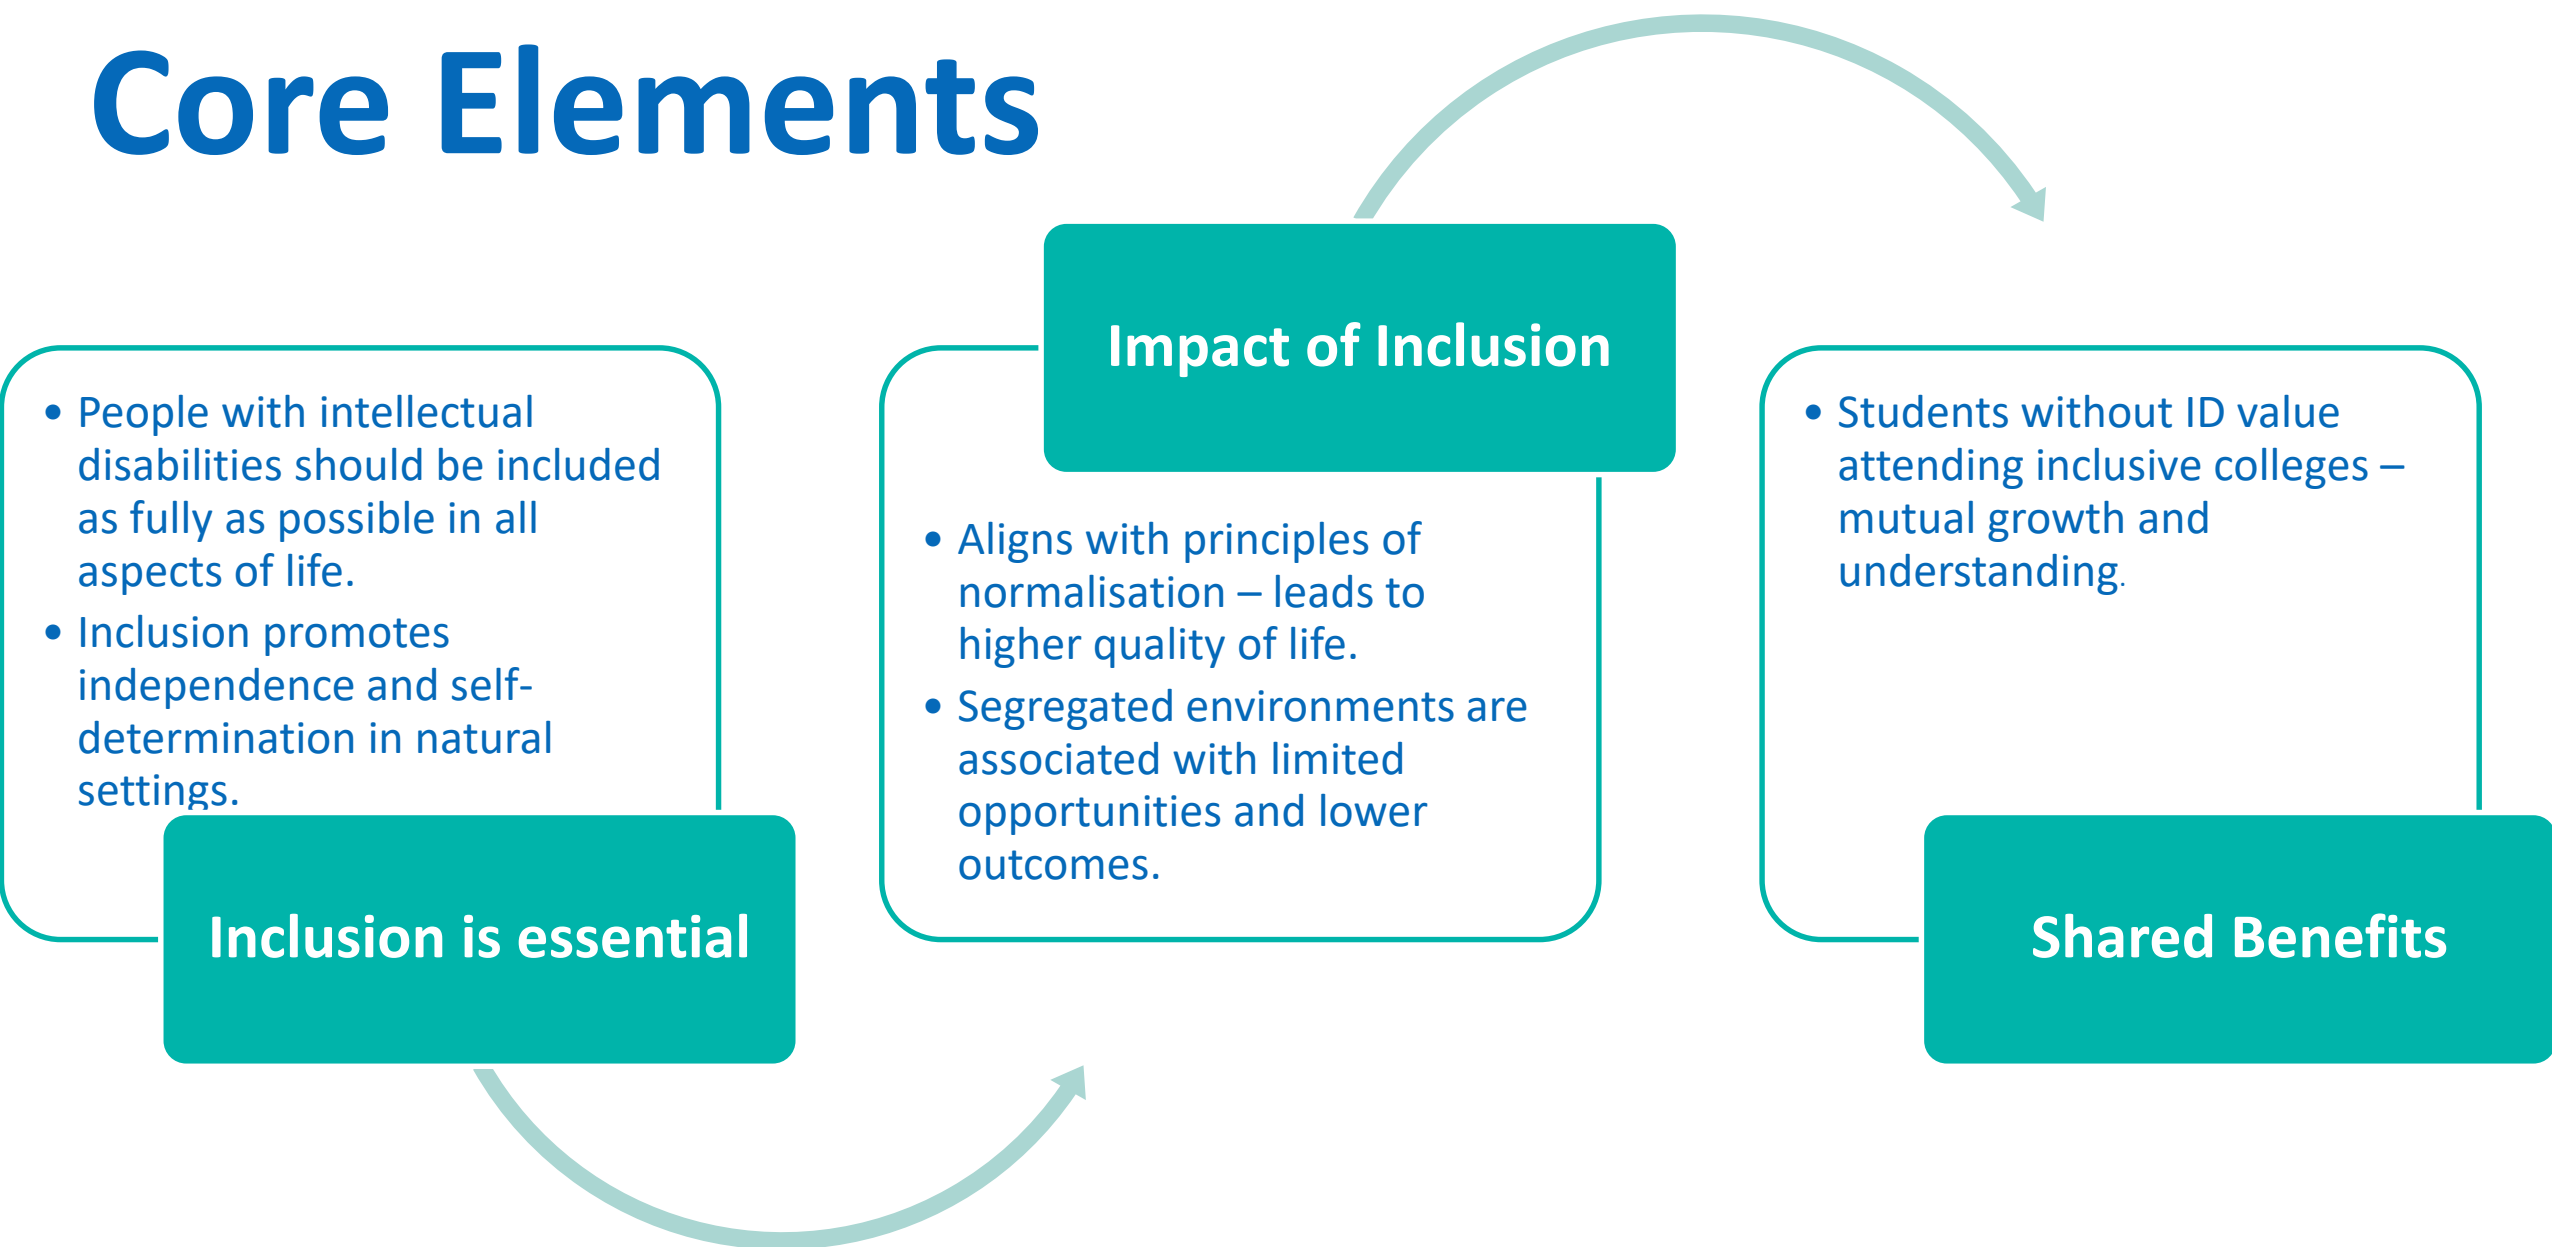 Core Elements
• People with intellectual
disabilities should be included
as fully as possible in all
aspects of life.
• Inclusion promotes
independence and self-
determination in natural
settings.
Inclusion is essential
Impact of Inclusion
• Aligns with principles of
normalisation – leads to
higher quality of life.
• Segregated environments are
associated with limited
opportunities and lower
outcomes.
• Students without ID value
attending inclusive colleges –
mutual growth and
understanding.
Shared Benefits